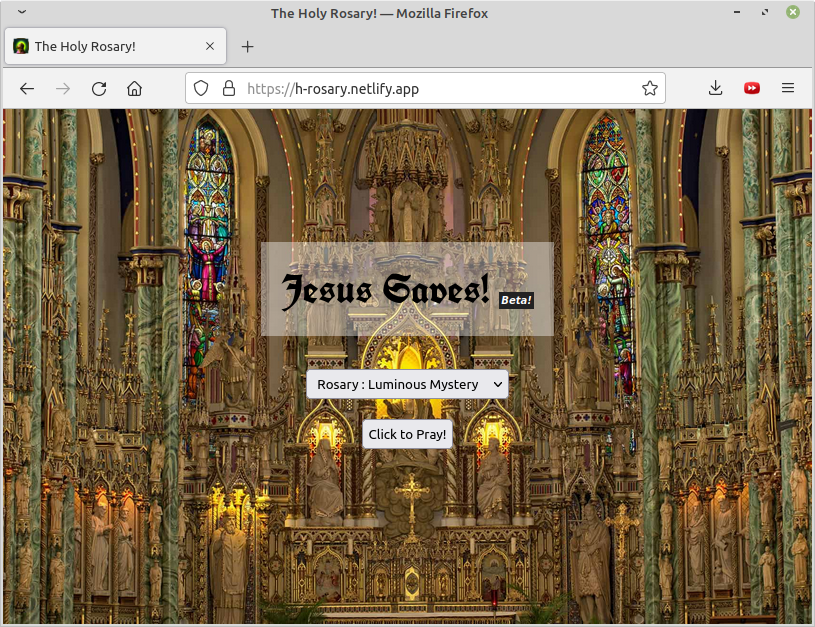 The Holy Rosary! — Mozilla Firefox
The Holy Rosary!
https://h-rosary.netlify.app
Jesus Saves! Beta!
Rosary : Luminous Mystery
Click to Pray!